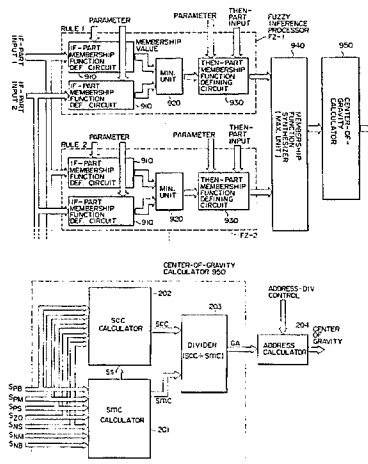 PARAMETER
PARAMETER
THEN-PART
INPUT
RULE 1
MEMBERSHIP
VALUE
FUZZY
INFERENCE
PROCESSOR
FZ-1
940
950
IF-PART
INPUT 1
IF-PART
INPUT 2
IF-PART
MEMBERSHIP
FUNCTION
DEF. CIRCUIT
910
IF-PART
MEMBERSHIP
FUNCTION
DEF. CIRCUIT
910
MIN. UNIT
920
THEN-PART
MEMBERSHIP
FUNCTION
DEFINING
CIRCUIT
930
MEMBERSHIP
FUNCTION
SYNTHESIZER
(MAX. UNIT)
CENTER-OF-
GRAVITY
CALCULATOR
PARAMETER
PARAMETER
THEN-PART
INPUT
RULE 2
910
IF-PART
MEMBERSHIP
FUNCTION
DEF. CIRCUIT
IF-PART
MEMBERSHIP
FUNCTION
DEF. CIRCUIT
910
MIN. UNIT
920
THEN-PART
MEMBERSHIP
FUNCTION
DEFINING
CIRCUIT
930
FZ-2
CENTER-OF-GRAVITY
CALCULATOR 950
202
203
ADDRESS-DIV
CONTROL
SCC
CALCULATOR
SCC
DIVIDER
(SCC÷SMC)
GA
204
ADDRESS
CALCULATOR
CENTER
OF
GRAVITY
SS
SMC
SMC
CALCULATOR
201
SPB
SPM
SPS
SZO
SNS
SNM
SNB